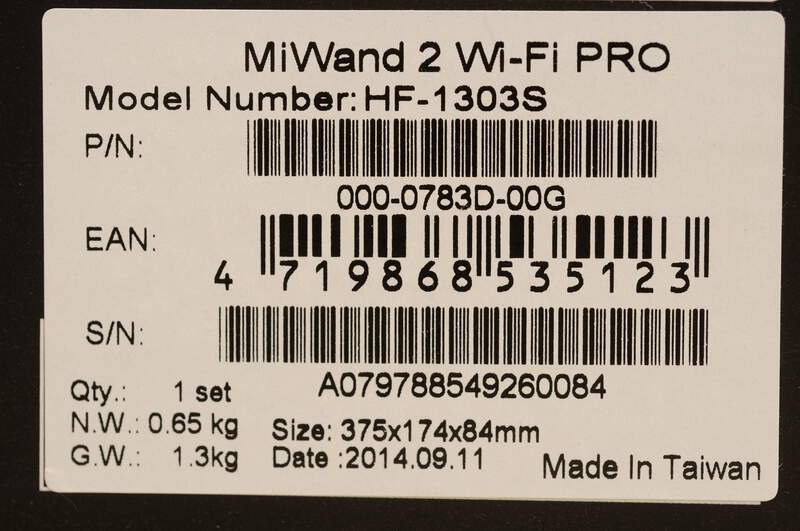 MiWand 2 Wi-Fi PRO
Model Number: HF-1303S
P/N:
000-0783D-00G
EAN:
4 719868 535123
S/N:
A079788549260084
Qty.: 1 set
N.W.: 0.65 kg
Size: 375x174x84mm
G.W.: 1.3kg
Date :2014.09.11
Made In Taiwan